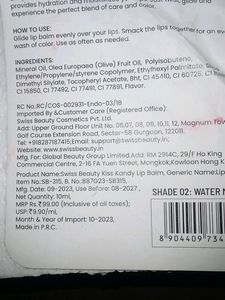 provides hydration and
experience the perfect blend of care and color.
HOW TO USE:
Glide lip balm evenly over your lips. Smack the lips together for an even
wash of color. Use as often as needed.
INGREDIENTS:
Mineral Oil, Olea Europaea (Olive) Fruit Oil, Polyisobutene,
Ethylene/Propylene/styrene Copolymer, Ethylhexyl Palmitate,
Dimethyl Silylate, Tocopheryl Acetate, BHT, CI 45410, CI 60725,
CI 15850, CI 77491, CI 77492, CI 77891, Flavor.
RC NO.:RC/COS-002931-Endo-03/18
Imported By &Customer Care (Registered Office):
Swiss Beauty Cosmetics Pvt. Ltd.
Add: Upper Ground Floor Unit No. 06,07, 08, 09, 10, 11, 12, Magnum Tow
Golf Course Extension Road, Sector-58 Gurgaon, 122011.
Tel: +918287187415; Email: support@swissbeauty.in;
Website: www.swissbeauty.in
Mfg. For: Global Beauty Group Limited; Add: RM 2914C, 29/F Ho King
Commercial Centre, 2-16 FA Yuen Street, Mongkok, Kowloon Hong K
Product Name: Swiss Beauty Kiss Kandy Lip Balm, Generic Name: Lip
Item No: SB-315, B. No.: B87G23-SB315,
Mfg. Date: 09-2023, Use Before: 08-2027,
Net Quantity: 10ml,
MRP Rs.₹99.00 (Inclusive of all taxes);
USP:₹9.90/ml,
Month & Year of Import: 10-2023,
Made in P.R.C.
SHADE 02: WATER
8 904409 734